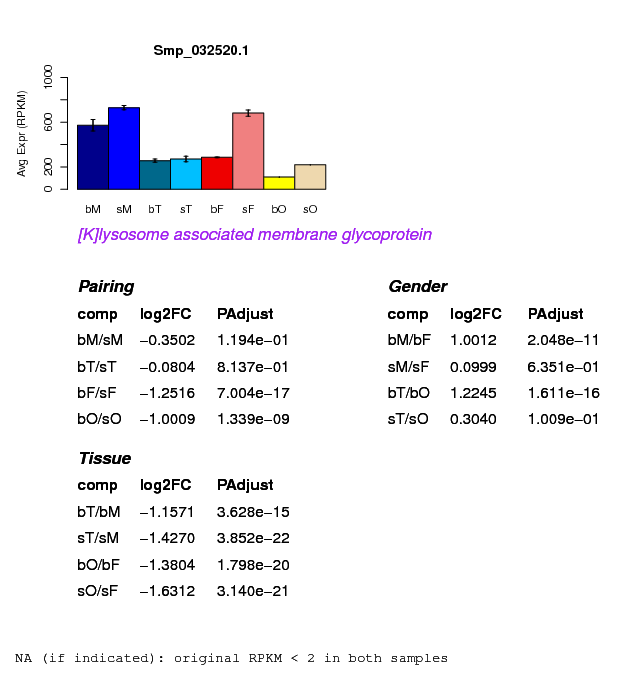 Smp_032520.1
Avg Expr (RPKM)
1000
600
200
0
bM sM bT sT bF sF bO sO
[K]lysosome associated membrane glycoprotein
Pairing
comp log2FC PAdjust
bM/sM −0.3502 1.194e−01
bT/sT −0.0804 8.137e−01
bF/sF −1.2516 7.004e−17
bO/sO −1.0009 1.339e−09
Gender
comp log2FC PAdjust
bM/bF 1.0012 2.048e−11
sM/sF 0.0999 6.351e−01
bT/bO 1.2245 1.611e−16
sT/sO 0.3040 1.009e−01
Tissue
comp log2FC PAdjust
bT/bM −1.1571 3.628e−15
sT/sM −1.4270 3.852e−22
bO/bF −1.3804 1.798e−20
sO/sF −1.6312 3.140e−21
NA (if indicated): original RPKM < 2 in both samples